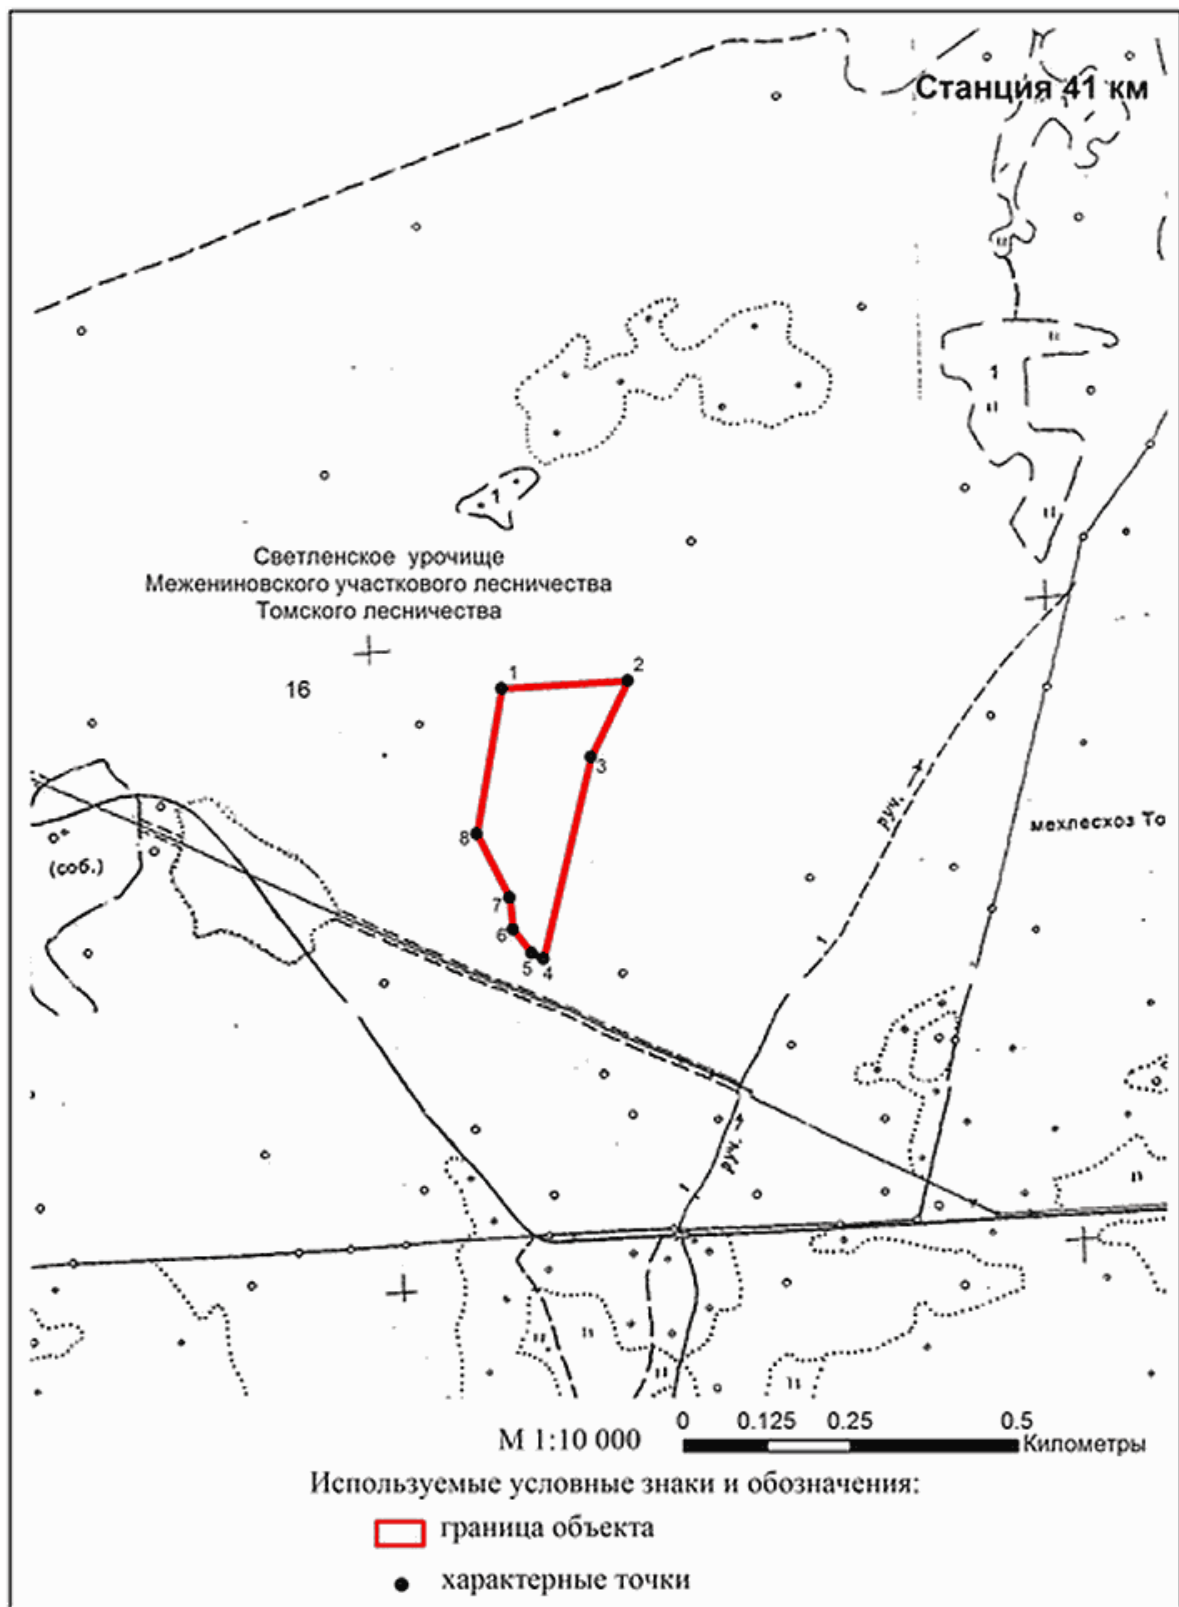 Станция 41 км
1
1
Светленское урочище
Межениновского участкового лесничества
Томского лесничества
16
1
2
3
8
7
6
5
4
руч.
мехлесхоз То
(соб.)
1
руч.
1
0 0.125 0.25 0.5
М 1:10 000
Километры
Используемые условные знаки и обозначения:
граница объекта
характерные точки